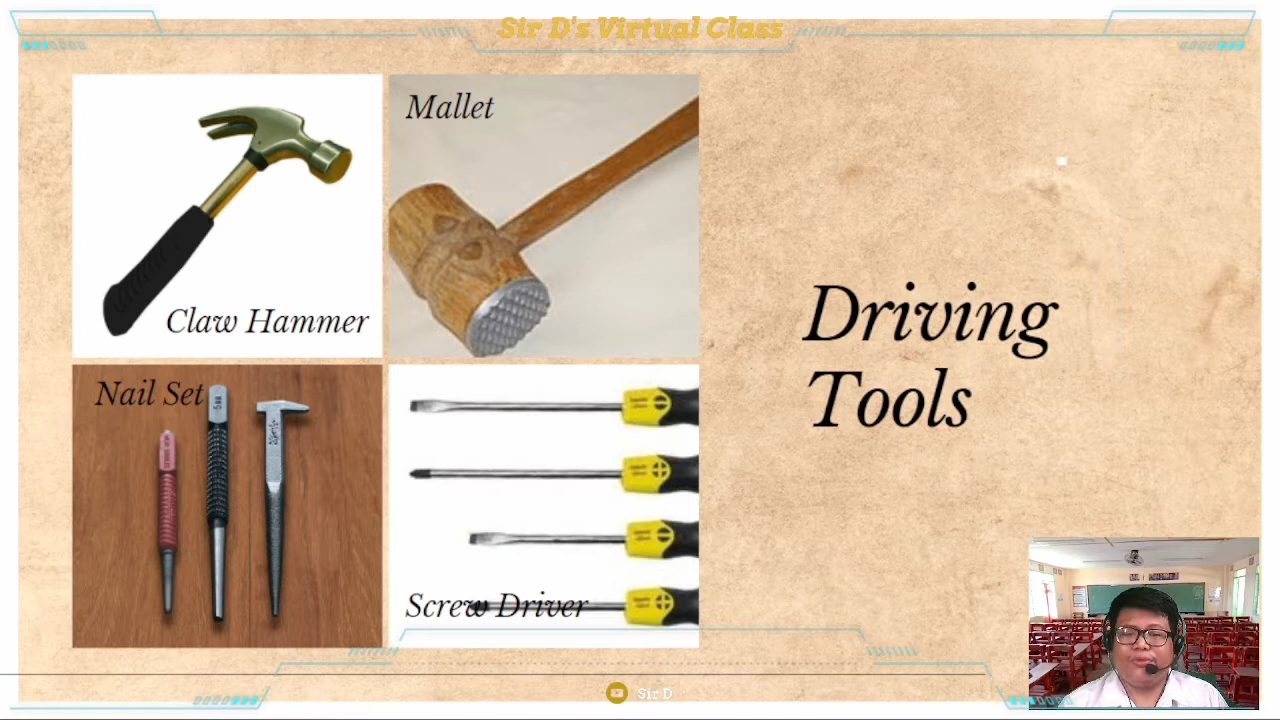 Sir D's Virtual Class
Mallet
Claw Hammer
Driving
Tools
Nail Set
Screw Driver
Sir D